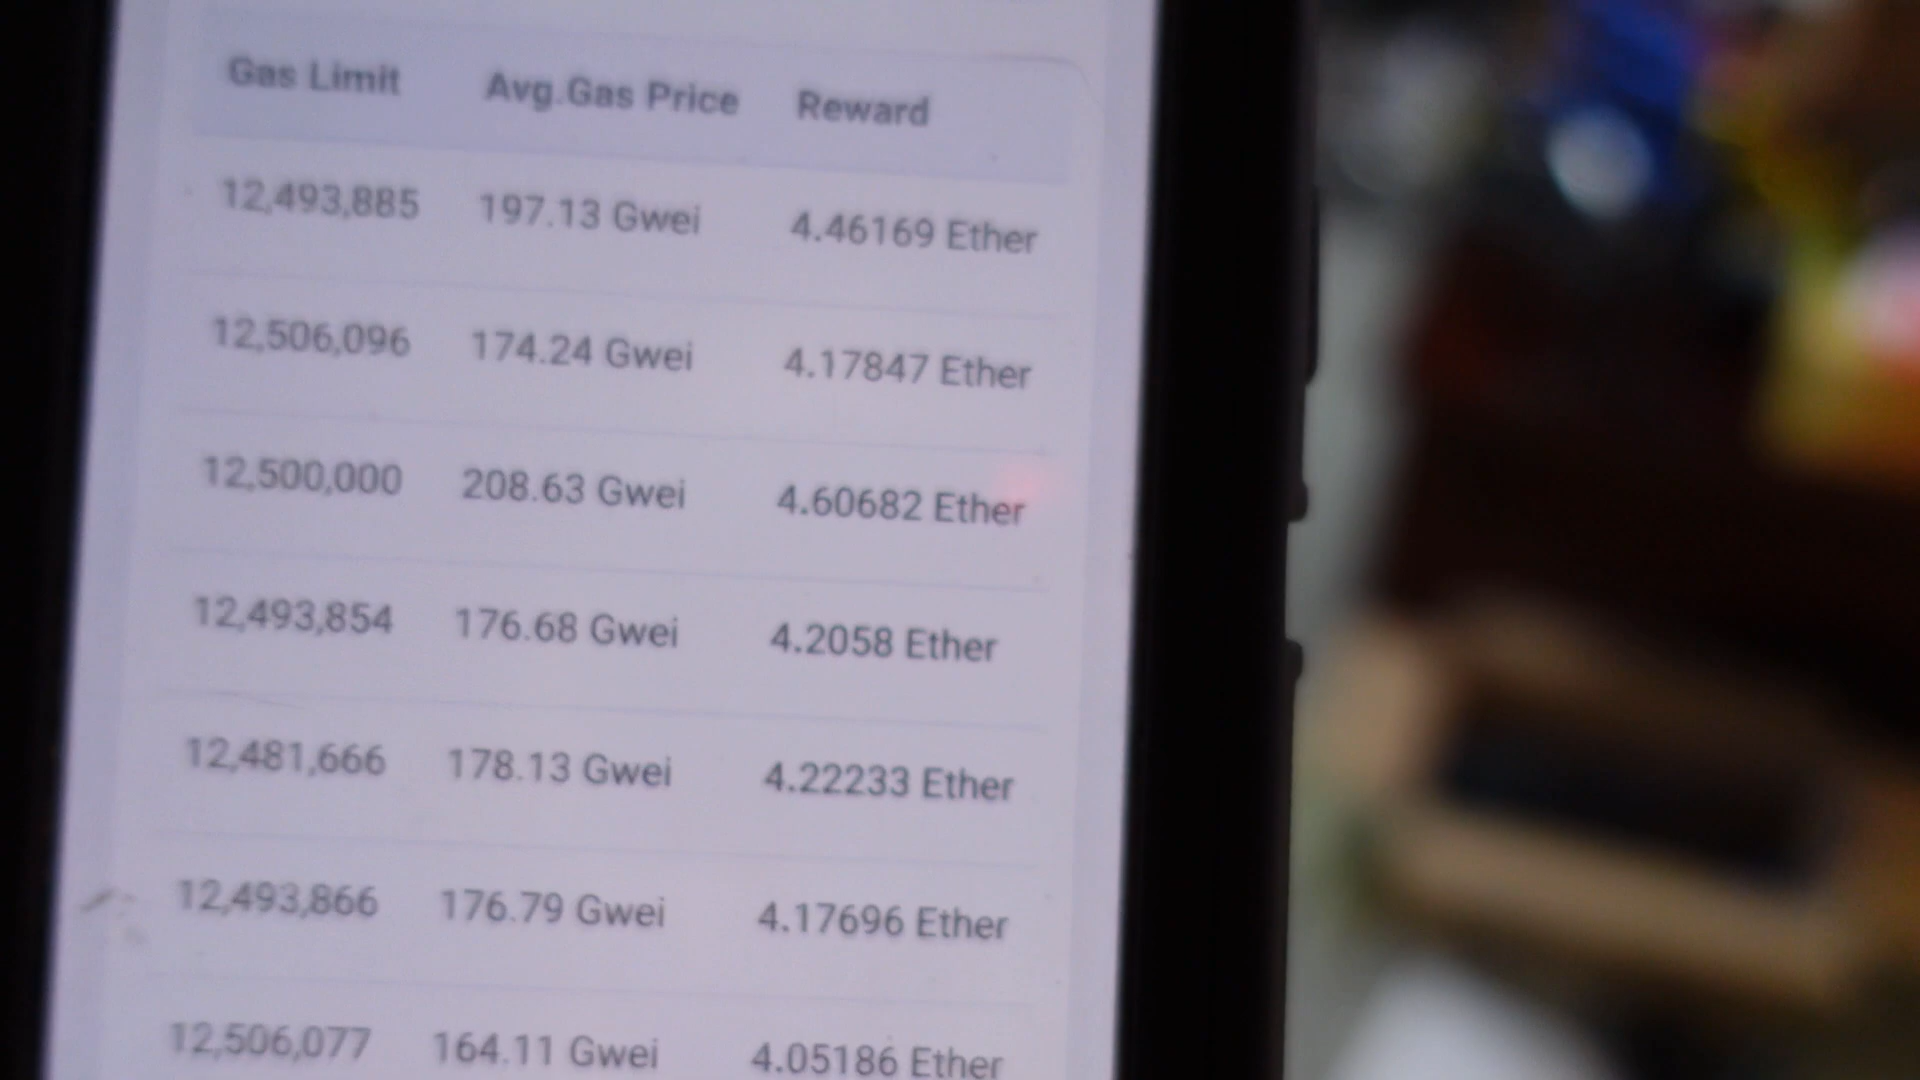 Gas Limit Avg.Gas Price Reward
12,493,885 197.13 Gwei 4.46169 Ether
12,506,096 174.24 Gwei 4.17847 Ether
12,500,000 208.63 Gwei 4.60682 Ether
12,493,854 176.68 Gwei 4.2058 Ether
12,481,666 178.13 Gwei 4.22233 Ether
12,493,866 176.79 Gwei 4.17696 Ether
12,506,077 164.11 Gwei 4.05186 Ether